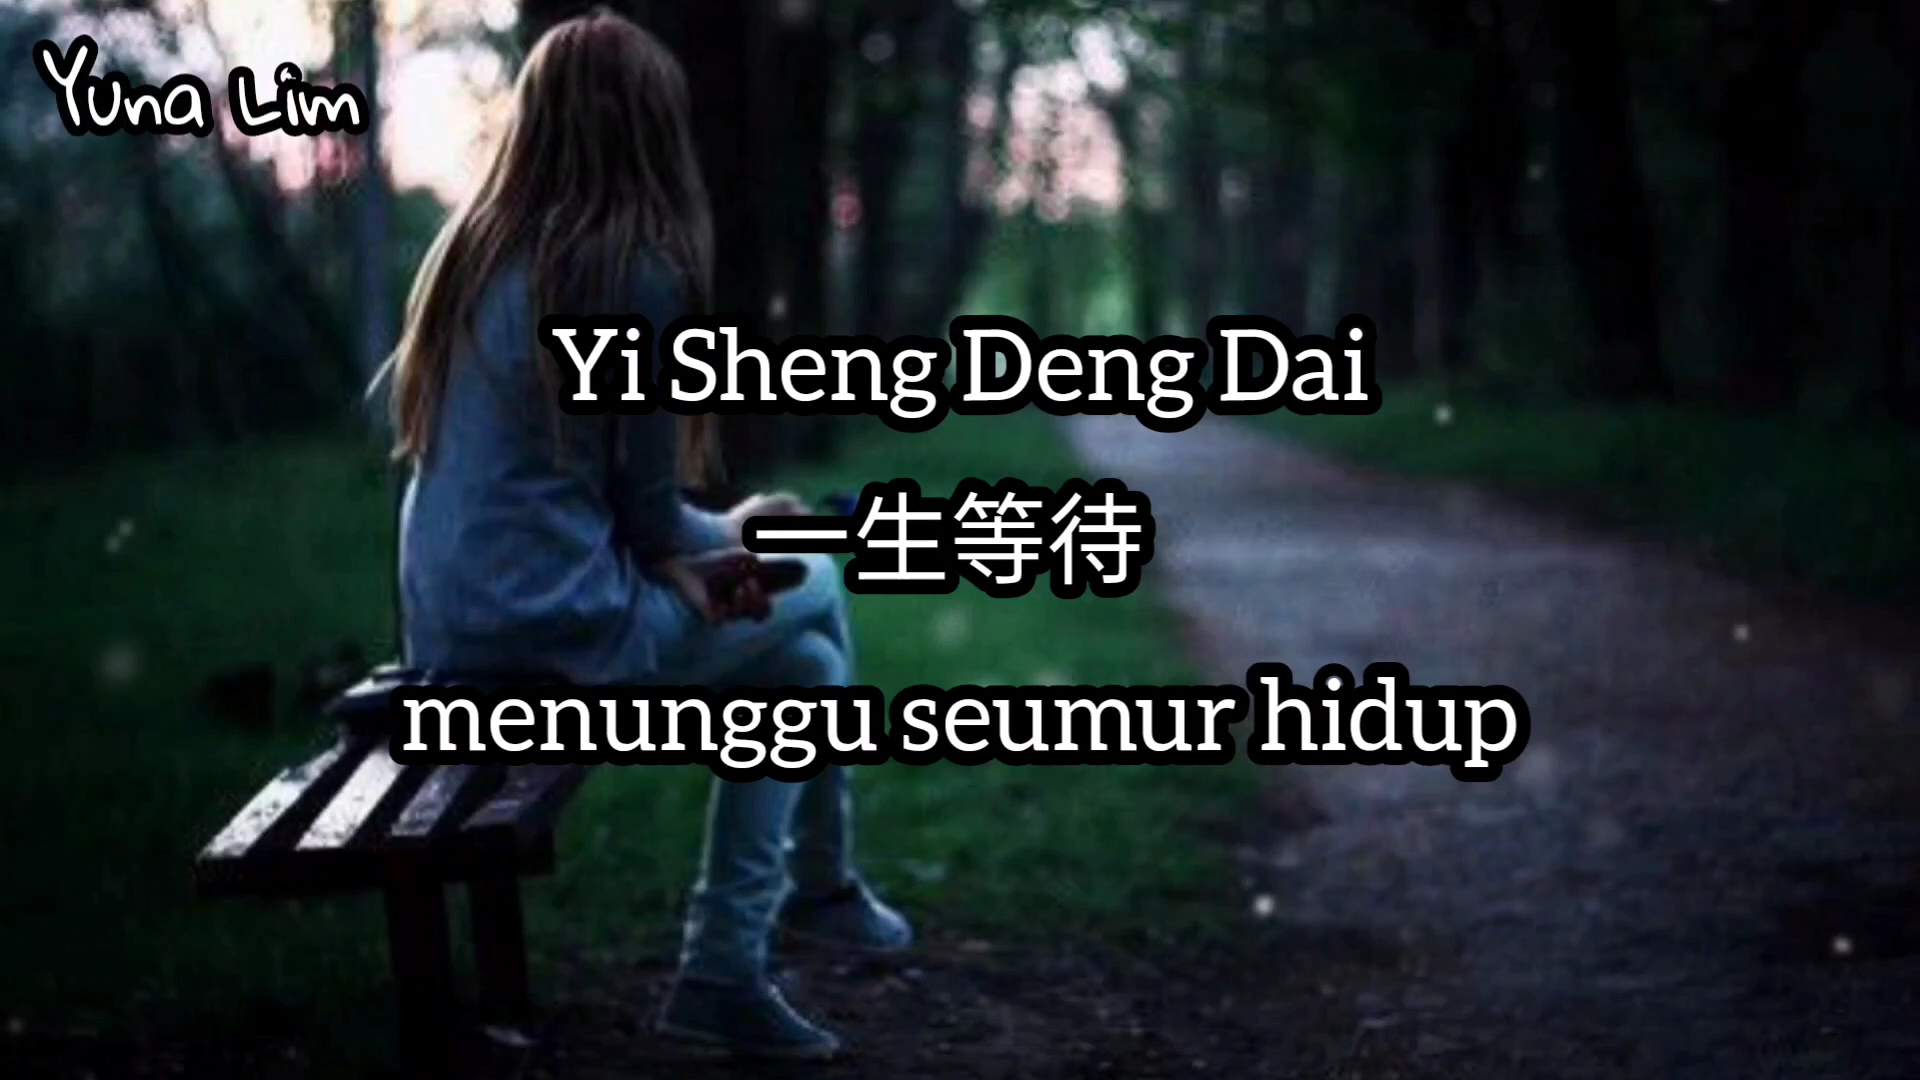 Yuna Lim
Yi Sheng Deng Dai
一生等待
menunggu seumur hidup